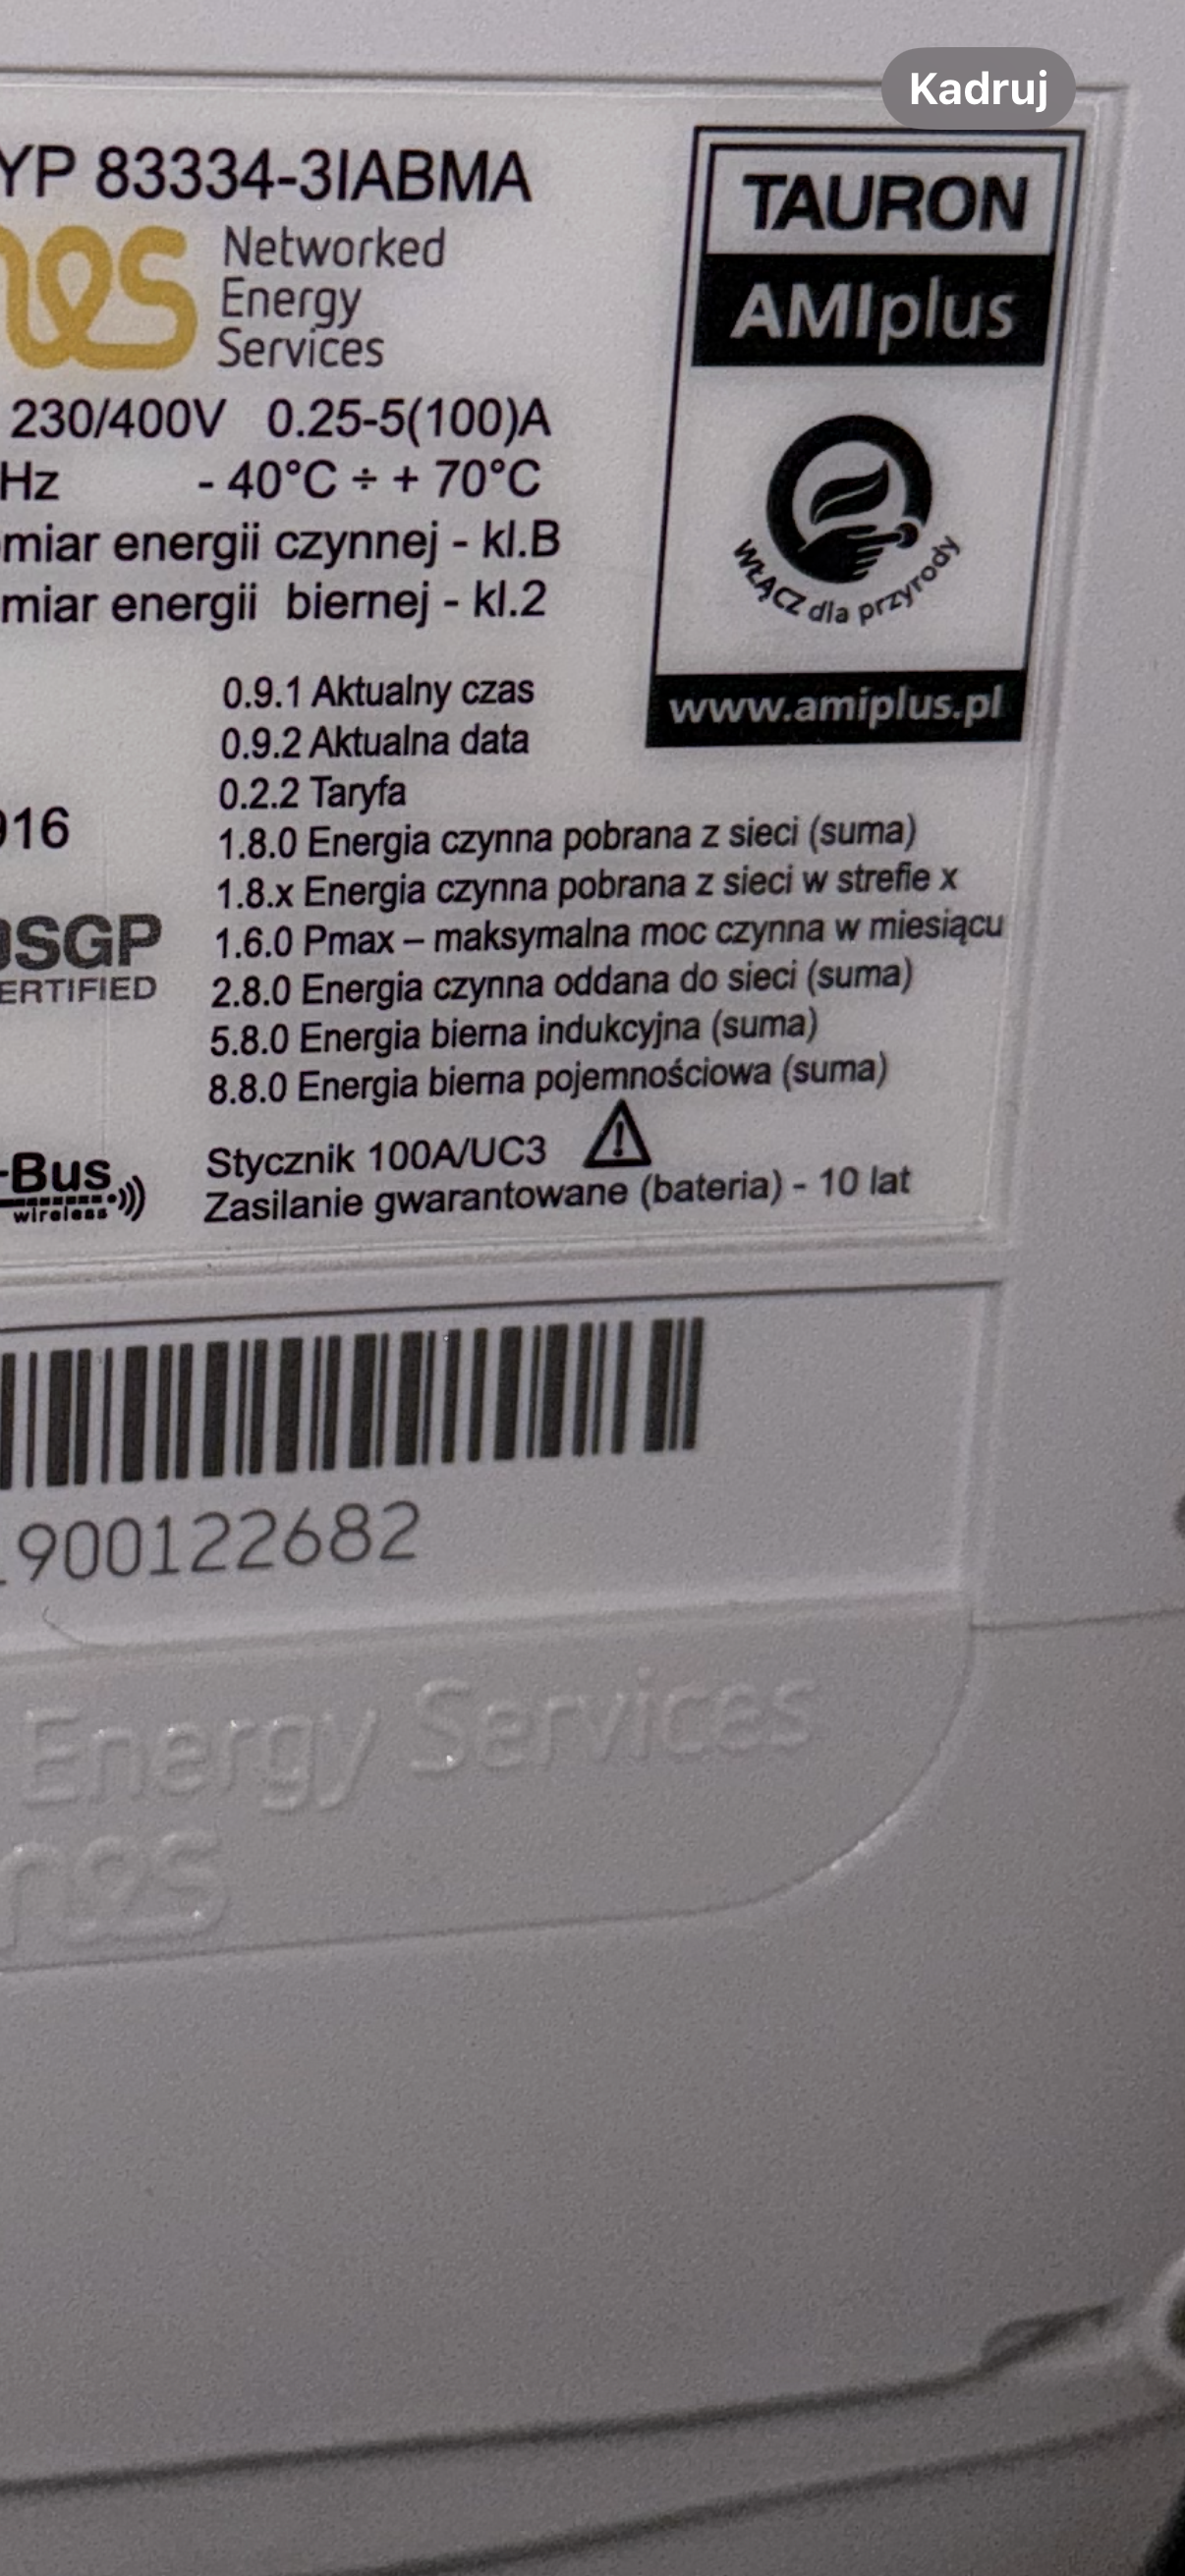 Kadruj
YP 83334-3IABMA
nes Networked
Energy
Services
TAURON
AMIplus
WŁĄCZ dla przyrody
www.amiplus.pl
230/400V 0.25-5(100)A
Hz - 40°C ÷ + 70°C
miar energii czynnej - kl.B
miar energii biernej - kl.2
0.9.1 Aktualny czas
0.9.2 Aktualna data
0.2.2 Taryfa
916
1.8.0 Energia czynna pobrana z sieci (suma)
1.8.x Energia czynna pobrana z sieci w strefie x
1.6.0 Pmax – maksymalna moc czynna w miesiącu
2.8.0 Energia czynna oddana do sieci (suma)
5.8.0 Energia bierna indukcyjna (suma)
8.8.0 Energia bierna pojemnościowa (suma)
OSGP
ERTIFIED
Stycznik 100A/UC3
Zasilanie gwarantowane (bateria) - 10 lat
-Bus
wireless
1900122682
Energy Services
nes